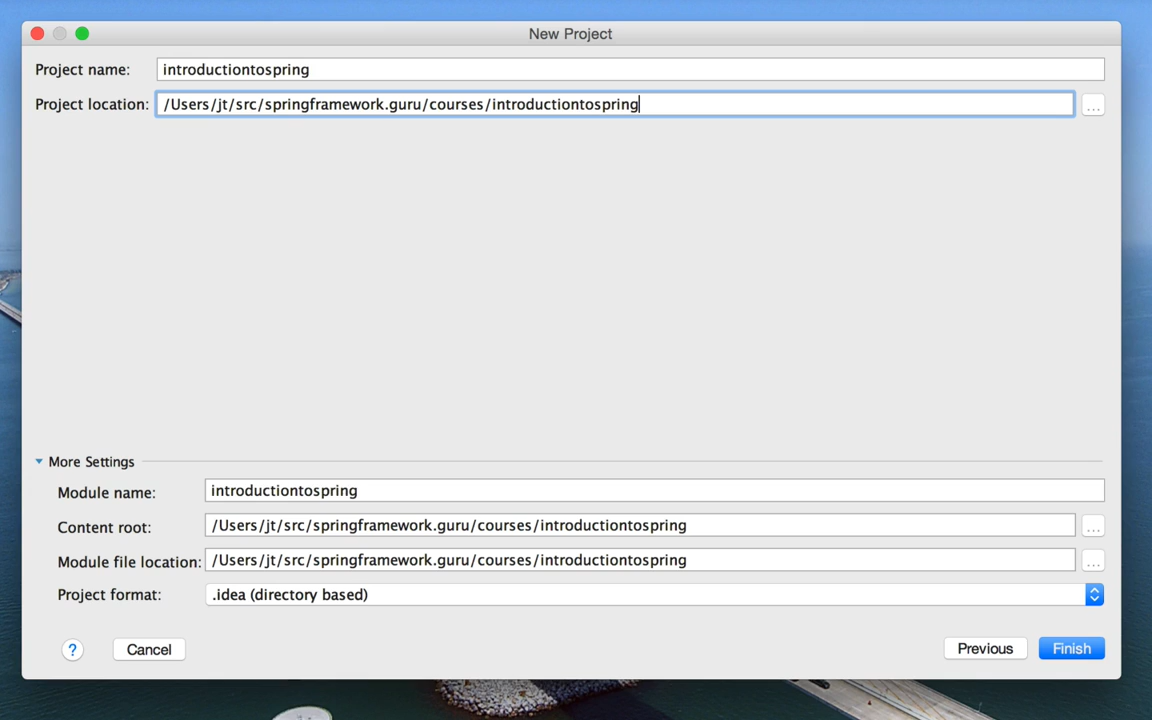 New Project
Project name: introductiontospring
Project location: /Users/jt/src/springframework.guru/courses/introductiontospring ...
More Settings
Module name: introductiontospring
Content root: /Users/jt/src/springframework.guru/courses/introductiontospring ...
Module file location: /Users/jt/src/springframework.guru/courses/introductiontospring ...
Project format: .idea (directory based)
? Cancel Previous Finish